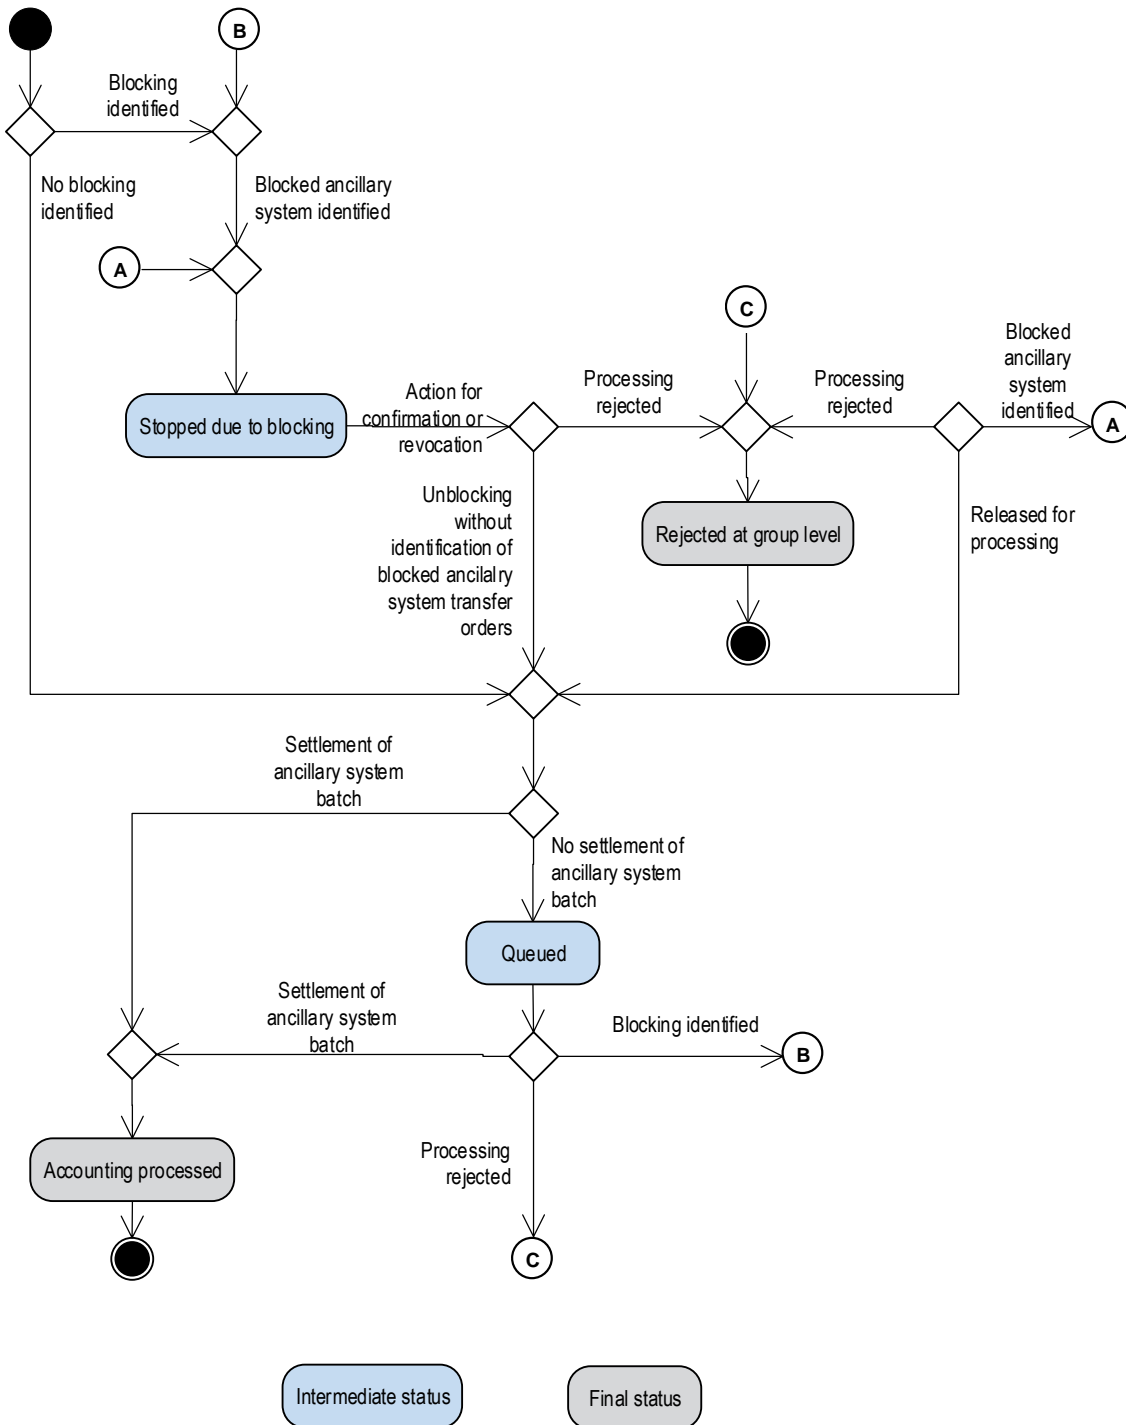 B
Blocking
identified
No blocking
identified
Blocked ancillary
system identified
A
C
Blocked
ancillary
system
identified
Action for
confirmation or
revocation
Processing
rejected
Processing
rejected
A
Stopped due to blocking
Unblocking
without
identification of
blocked ancilalry
system transfer
orders
Rejected at group level
Released for
processing
Settlement of
ancillary system
batch
No settlement of
ancillary system
batch
Queued
Settlement of
ancillary system
batch
Blocking identified
B
Processing
rejected
Accounting processed
C
Intermediate status
Final status